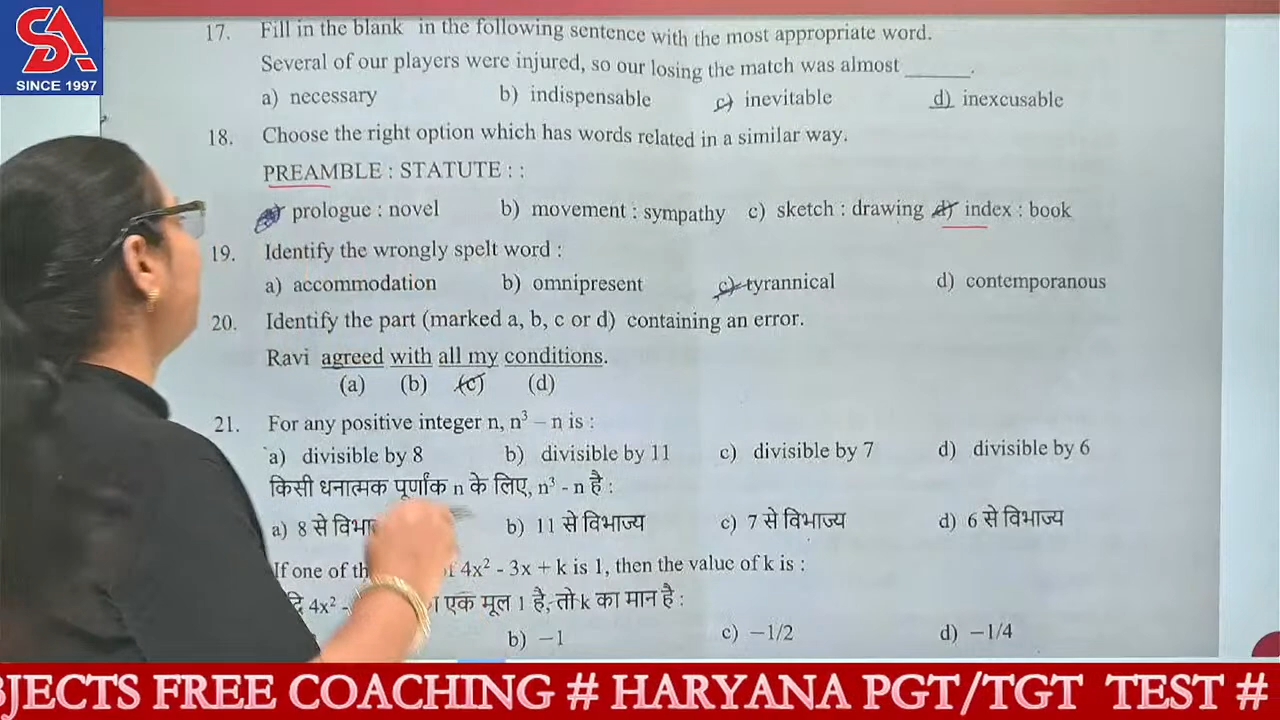 SA
SINCE 1997
17. Fill in the blank in the following sentence with the most appropriate word.
Several of our players were injured, so our losing the match was almost ______.
a) necessary b) indispensable c) inevitable d) inexcusable
18. Choose the right option which has words related in a similar way.
PREAMBLE : STATUTE : :
prologue : novel b) movement : sympathy c) sketch : drawing d) index : book
19. Identify the wrongly spelt word :
a) accommodation b) omnipresent c) tyrannical d) contemporanous
20. Identify the part (marked a, b, c or d) containing an error.
Ravi agreed with all my conditions.
(a) (b) (c) (d)
21. For any positive integer n, n³ – n is :
a) divisible by 8 b) divisible by 11 c) divisible by 7 d) divisible by 6
किसी धनात्मक पूर्णांक n के लिए, n³ - n है :
a) 8 से b) 11 से विभाज्य c) 7 से विभाज्य d) 6 से विभाज्य
If one of 4x² - 3x + k is 1, then the value of k is :
4x² एक मूल 1 है, तो k का मान है :
b) –1 c) –1/2 d) –1/4
BJECTS FREE COACHING # HARYANA PGT/TGT TEST #